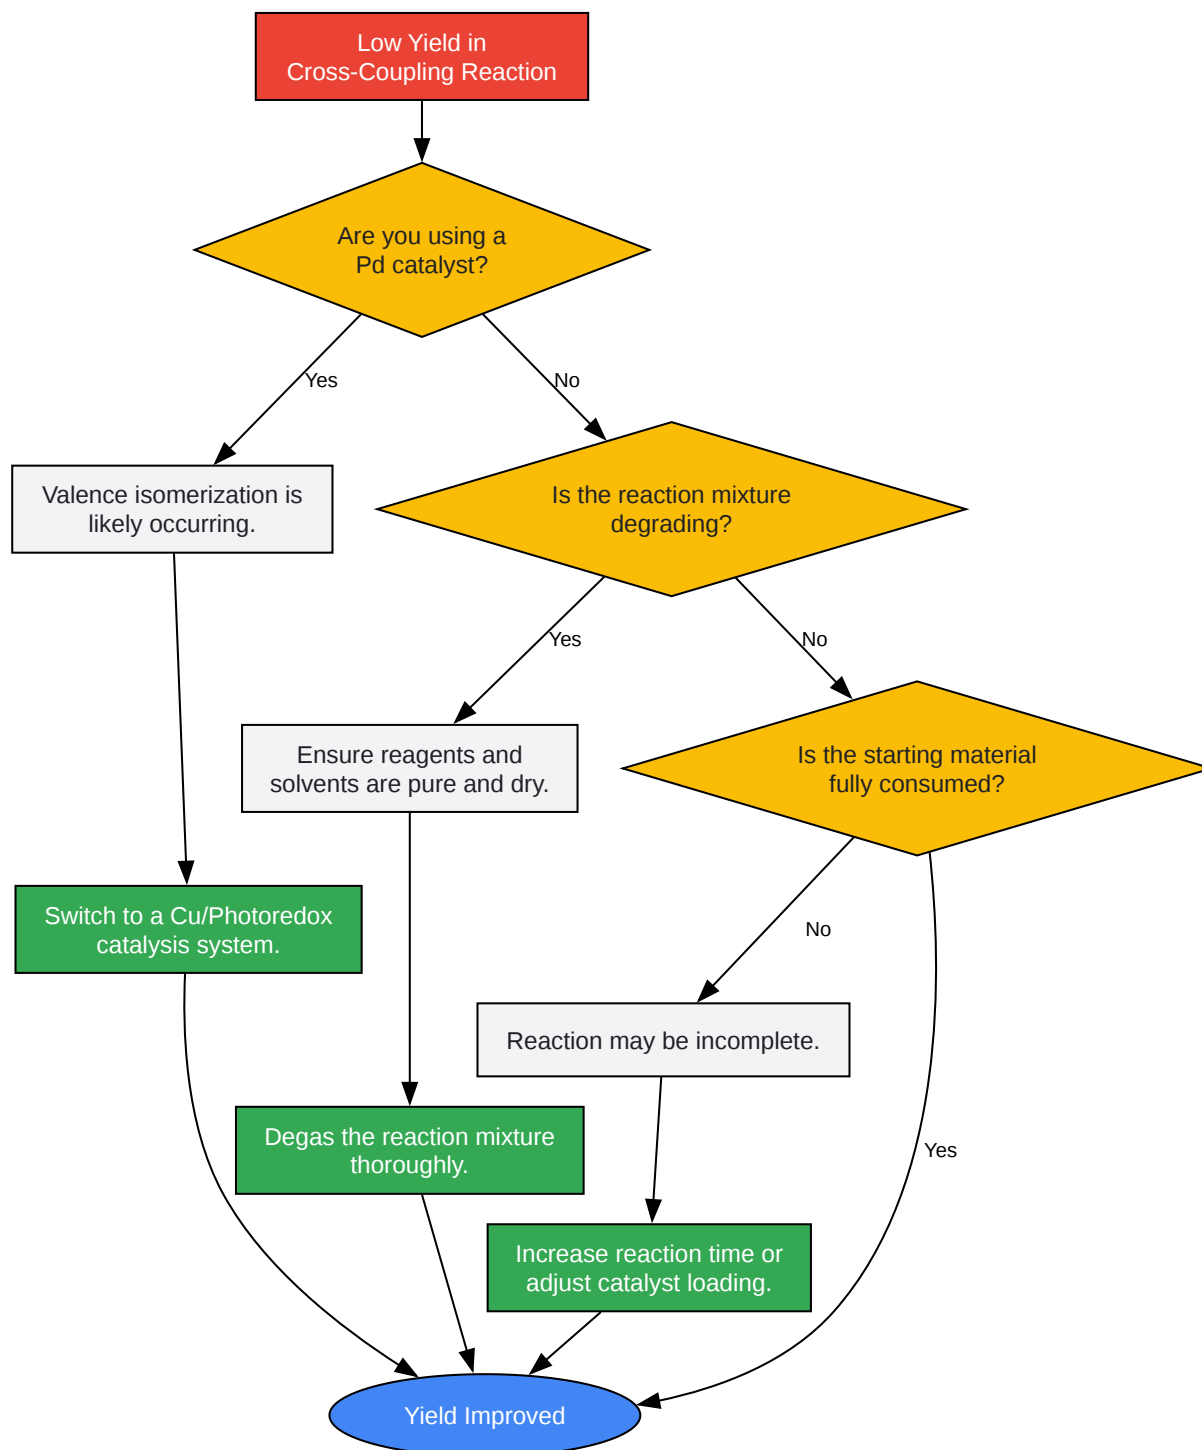 Low Yield in
Cross-Coupling Reaction
Are you using a
Pd catalyst?
Yes
No
Valence isomerization is
likely occurring.
Is the reaction mixture
degrading?
Yes
No
Ensure reagents and
solvents are pure and dry.
Is the starting material
fully consumed?
Switch to a Cu/Photoredox
catalysis system.
No
Reaction may be incomplete.
Degas the reaction mixture
thoroughly.
Yes
Increase reaction time or
adjust catalyst loading.
Yield Improved